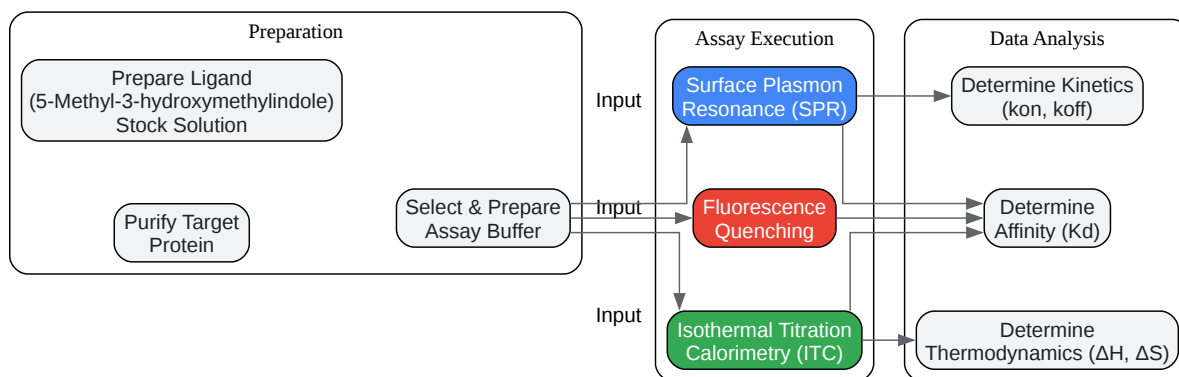 Preparation
Prepare Ligand
(5-Methyl-3-hydroxymethylindole)
Stock Solution
Purify Target
Protein
Select & Prepare
Assay Buffer
Input
Input
Input
Assay Execution
Surface Plasmon
Resonance (SPR)
Fluorescence
Quenching
Isothermal Titration
Calorimetry (ITC)
Data Analysis
Determine Kinetics
(kon, koff)
Determine
Affinity (Kd)
Determine
Thermodynamics (ΔH, ΔS)